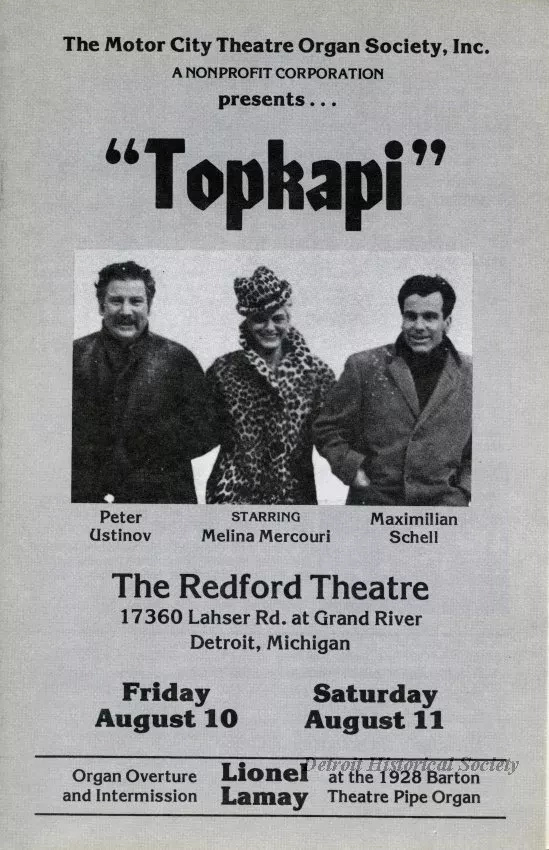 The Motor City Theatre Organ Society, Inc.
A NONPROFIT CORPORATION
presents...
“Topkapi”
Peter
Ustinov
STARRING
Melina Mercouri
Maximilian
Schell
The Redford Theatre
17360 Lahser Rd. at Grand River
Detroit, Michigan
Friday
August 10
Saturday
August 11
Detroit Historical Society
Organ Overture
and Intermission
Lionel
Lamay
at the 1928 Barton
Theatre Pipe Organ